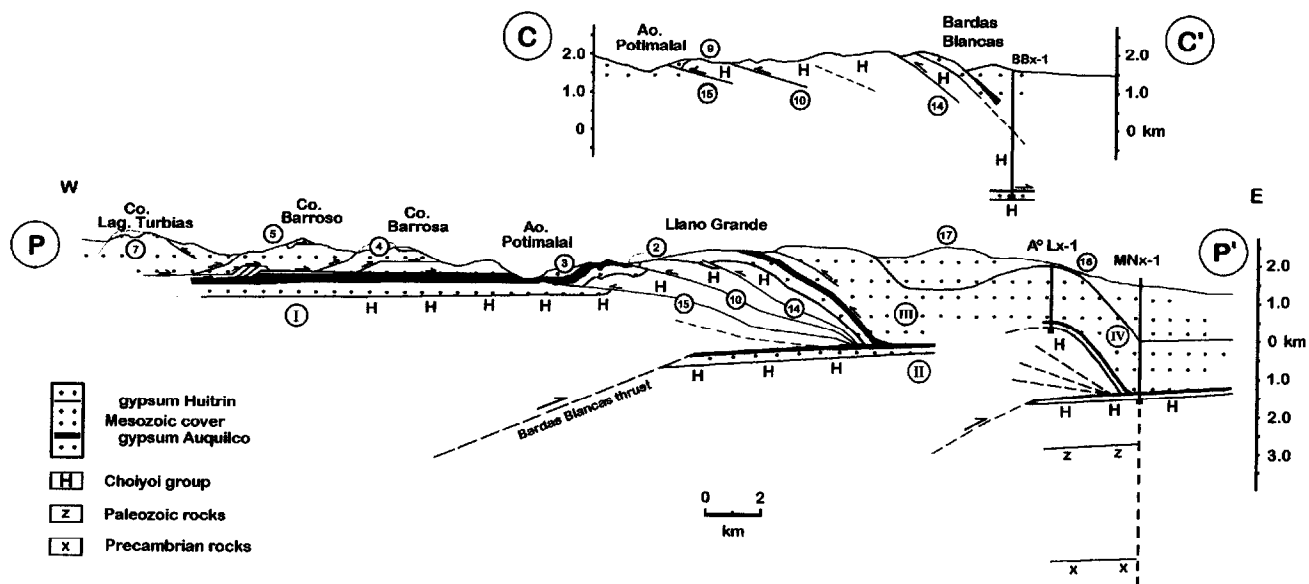 C
Ao.
Potimalal
9
Bardas
Blancas
BBx-1
C'
2.0
1.0
0
2.0
1.0
0 km
H
H
H
H
15
10
14
H
H
W
E
P
Co.
Lag. Turbias
7
5
Co.
Barroso
4
Co.
Barrosa
Ao.
Potimalal
3
2
Llano Grande
17
Aº Lx-1
16
MNx-1
P'
2.0
1.0
0 km
1.0
2.0
3.0
I
H
H
H
H
H
H
H
H
15
10
14
III
IV
H
II
H
H
H
Bardas Blancas thrust
H
H
H
z
z
x
x
gypsum Huitrin
Mesozoic cover
gypsum Auquilco
H Choiyoi group
z Paleozoic rocks
x Precambrian rocks
0 2
km